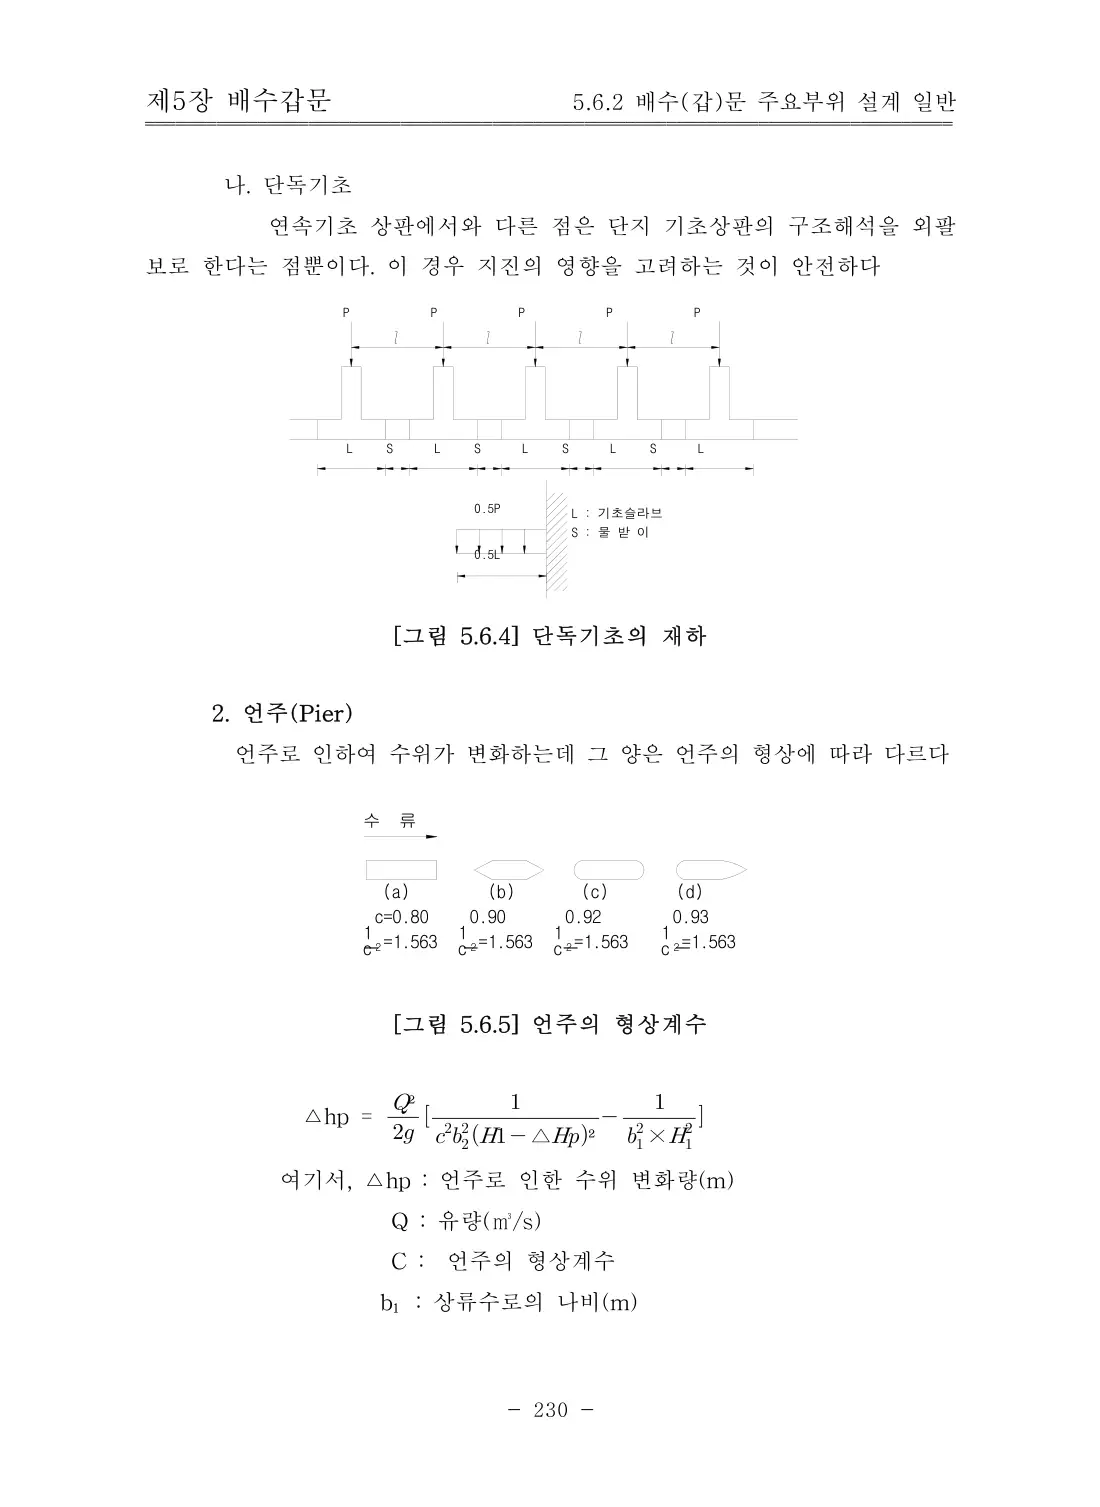 제5장 배수갑문 5.6.2 배수(갑)문 주요부위 설계 일반
나. 단독기초
연속기초 상판에서와 다른 점은 단지 기초상판의 구조해석을 외팔
보로 한다는 점뿐이다. 이 경우 지진의 영향을 고려하는 것이 안전하다
P P P P P
l l l l
L S L S L S L S L
0.5P
L : 기초슬라브
S : 물 받 이
0.5L
[그림 5.6.4] 단독기초의 재하
2. 언주(Pier)
언주로 인하여 수위가 변화하는데 그 양은 언주의 형상에 따라 다르다
수 류
(a) (b) (c) (d)
c=0.80 0.90 0.92 0.93
1/c²=1.563 1/c²=1.563 1/c²=1.563 1/c²=1.563
[그림 5.6.5] 언주의 형상계수
△hp = Q²/2g [ 1/c²b₂²(H1-△Hp)² - 1/b₁²×H₁² ]
여기서, △hp : 언주로 인한 수위 변화량(m)
Q : 유량(㎥/s)
C : 언주의 형상계수
b₁ : 상류수로의 나비(m)
- 230 -